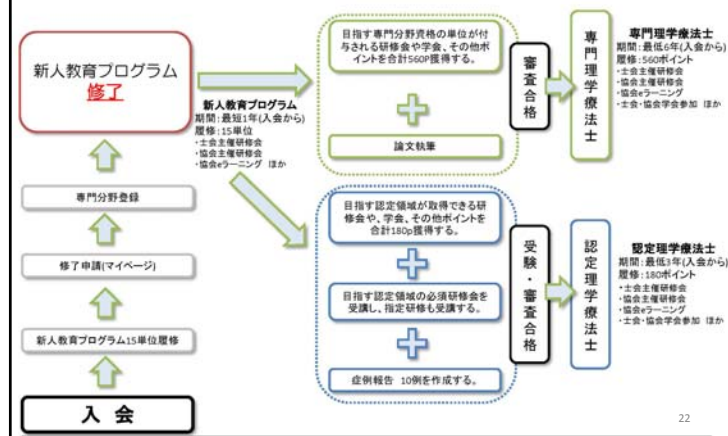 新人教育プログラム
修了
専門分野登録
修了申請(マイページ)
新人教育プログラム15単位履修
入 会
新人教育プログラム
期間:最短1年(入会から)
履修:15単位
・士会主催研修会
・協会主催研修会
・協会eラーニング ほか
目指す専門分野資格の単位が付
与される研修会や学会、その他ポ
イントを合計560P獲得する。
論文執筆
審査合格
専門理学療法士
専門理学療法士
期間:最低6年(入会から)
履修:560ポイント
・士会主催研修会
・協会主催研修会
・協会eラーニング
・士会・協会学会参加 ほか
目指す認定領域が取得できる研
修会や、学会、その他ポイントを
合計180p獲得する。
目指す認定領域の必須研修会を
受講し、指定研修も受講する。
症例報告 10例を作成する。
受験・審査合格
認定理学療法士
認定理学療法士
期間:最低3年(入会から)
履修:180ポイント
・士会主催研修会
・協会主催研修会
・協会eラーニング
・士会・協会学会参加 ほか
22